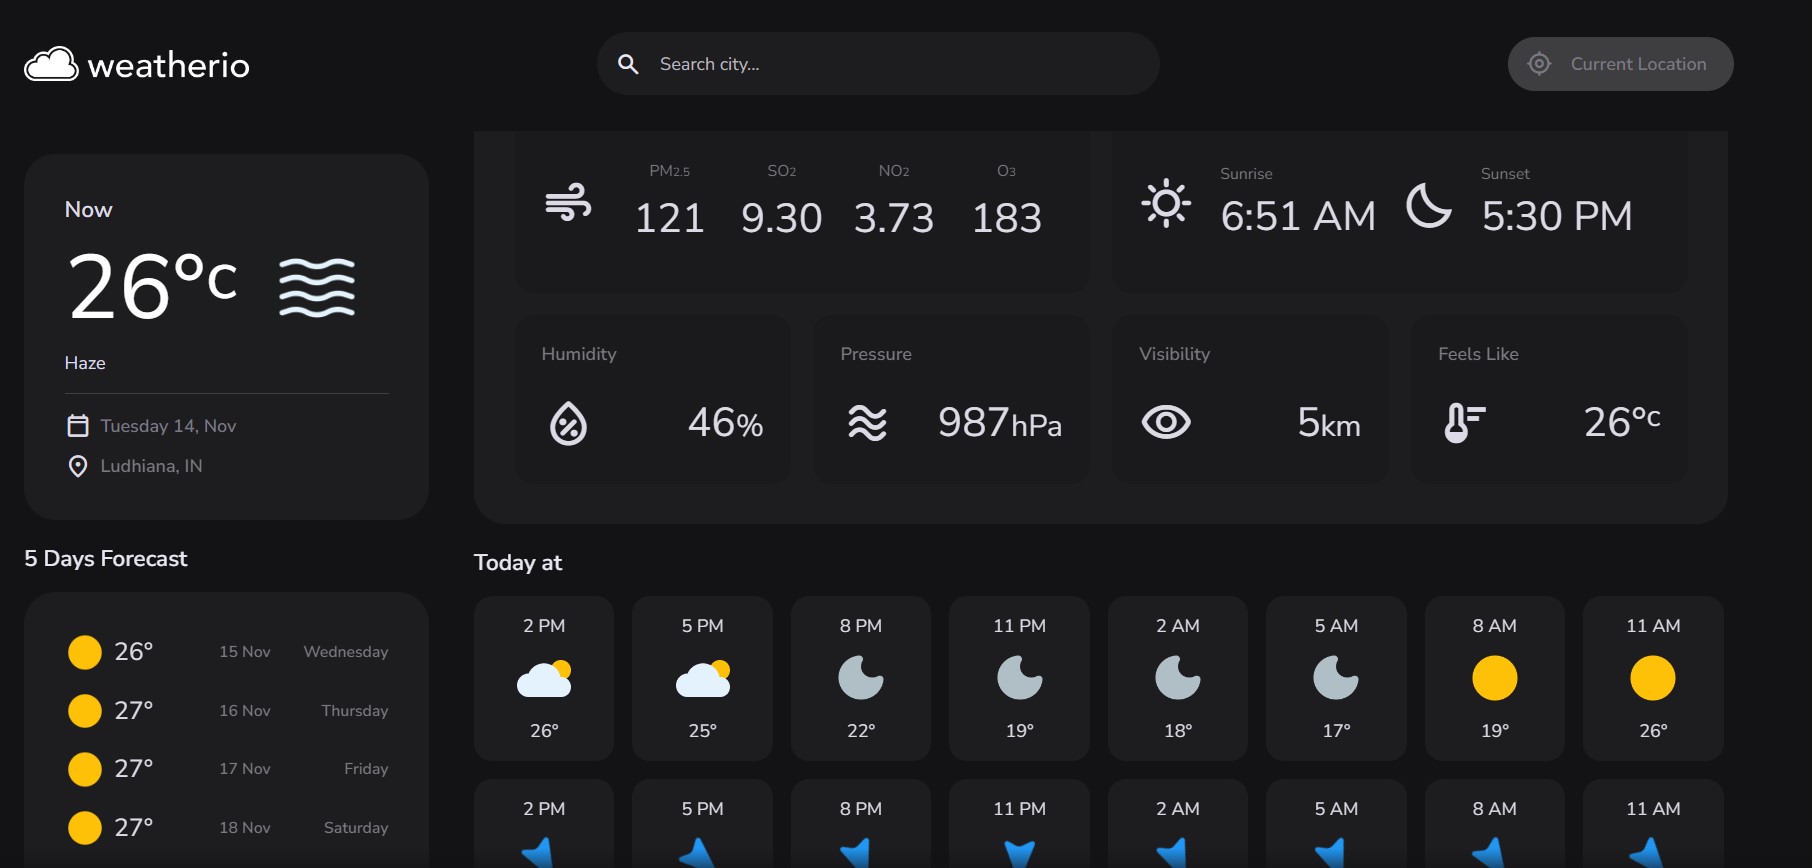 weatherio
Search city...
Current Location
Now
26°c
Haze
Tuesday 14, Nov
Ludhiana, IN
5 Days Forecast
26° 15 Nov Wednesday
27° 16 Nov Thursday
27° 17 Nov Friday
27° 18 Nov Saturday
PM2.5 SO2 NO2 O3
121 9.30 3.73 183
Sunrise Sunset
6:51 AM 5:30 PM
Humidity
46%
Pressure
987hPa
Visibility
5km
Feels Like
26°c
Today at
2 PM 5 PM 8 PM 11 PM 2 AM 5 AM 8 AM 11 AM
26° 25° 22° 19° 18° 17° 19° 26°
2 PM 5 PM 8 PM 11 PM 2 AM 5 AM 8 AM 11 AM